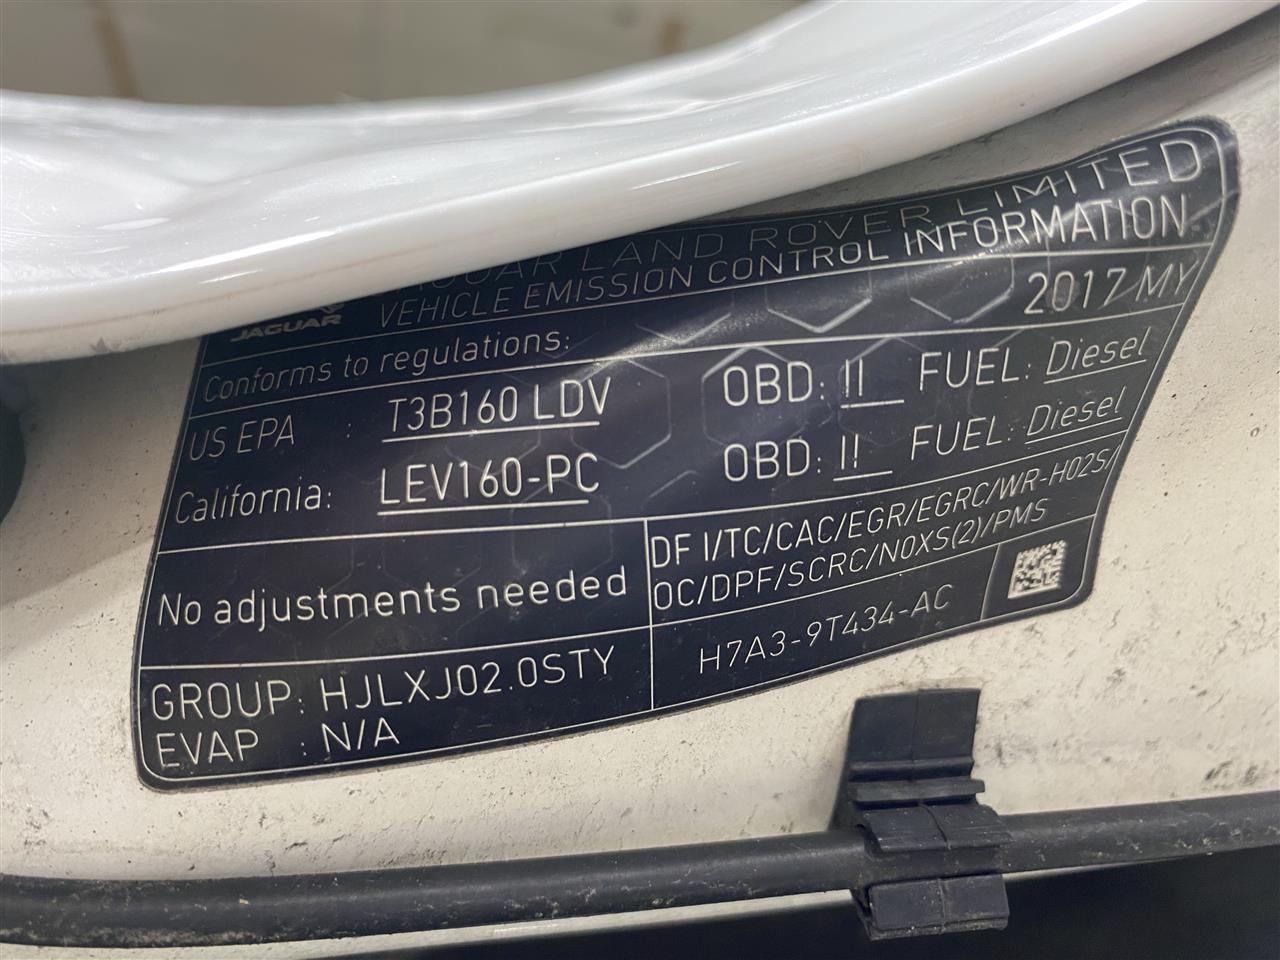 JAGUAR LAND ROVER LIMITED
VEHICLE EMISSION CONTROL INFORMATION
JAGUAR
2017 MY
Conforms to regulations:
US EPA : T3B160 LDV OBD: II FUEL: Diesel
California: LEV160-PC OBD: II FUEL: Diesel
No adjustments needed
DF I/TC/CAC/EGR/EGRC/WR-H02S/
OC/DPF/SCRC/NOXS(2)/PMS
GROUP: HJLXJ02.0STY
EVAP : N/A
H7A3-9T434-AC